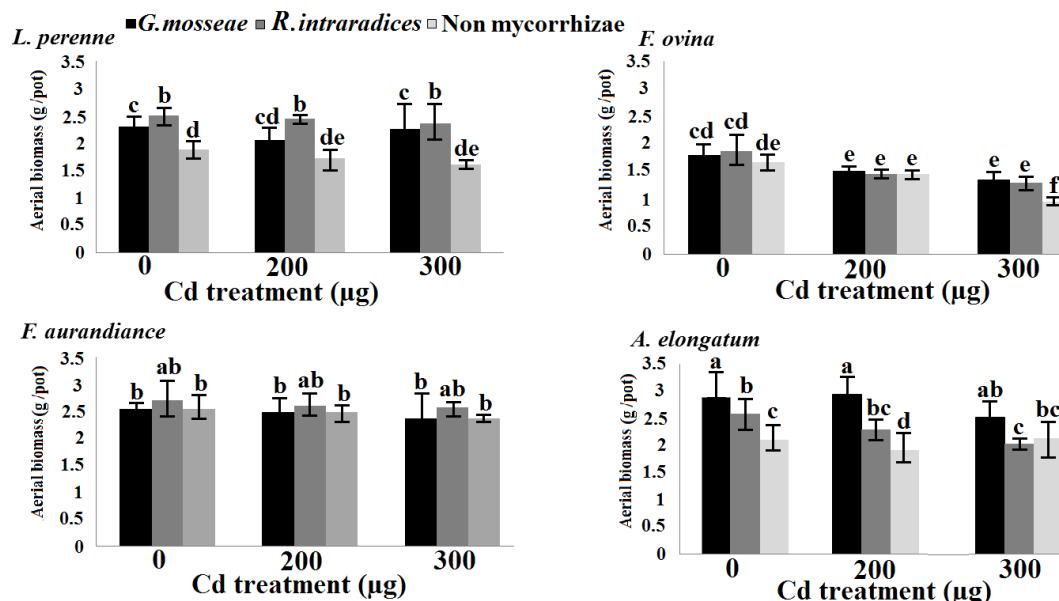 G.mosseae R.intraradices Non mycorrhizae
L. perenne
Aerial biomass (g /pot)
3.5
3
2.5
2
1.5
1
0.5
0
c b d
cd b de
c b de
0 200 300
Cd treatment (µg)
F. ovina
Aerial biomass (g /pot)
3.5
3
2.5
2
1.5
1
0.5
0
cd cd de
e e e
e e f
0 200 300
Cd treatment (µg)
F. aurandiance
Aerial biomass (g /pot)
3.5
3
2.5
2
1.5
1
0.5
0
b ab b
b ab b
b ab b
0 200 300
Cd treatment (µg)
A. elongatum
Aerial biomass (g /pot)
3.5
3
2.5
2
1.5
1
0.5
0
a b c
a bc d
ab c bc
0 200 300
Cd treatment (µg)